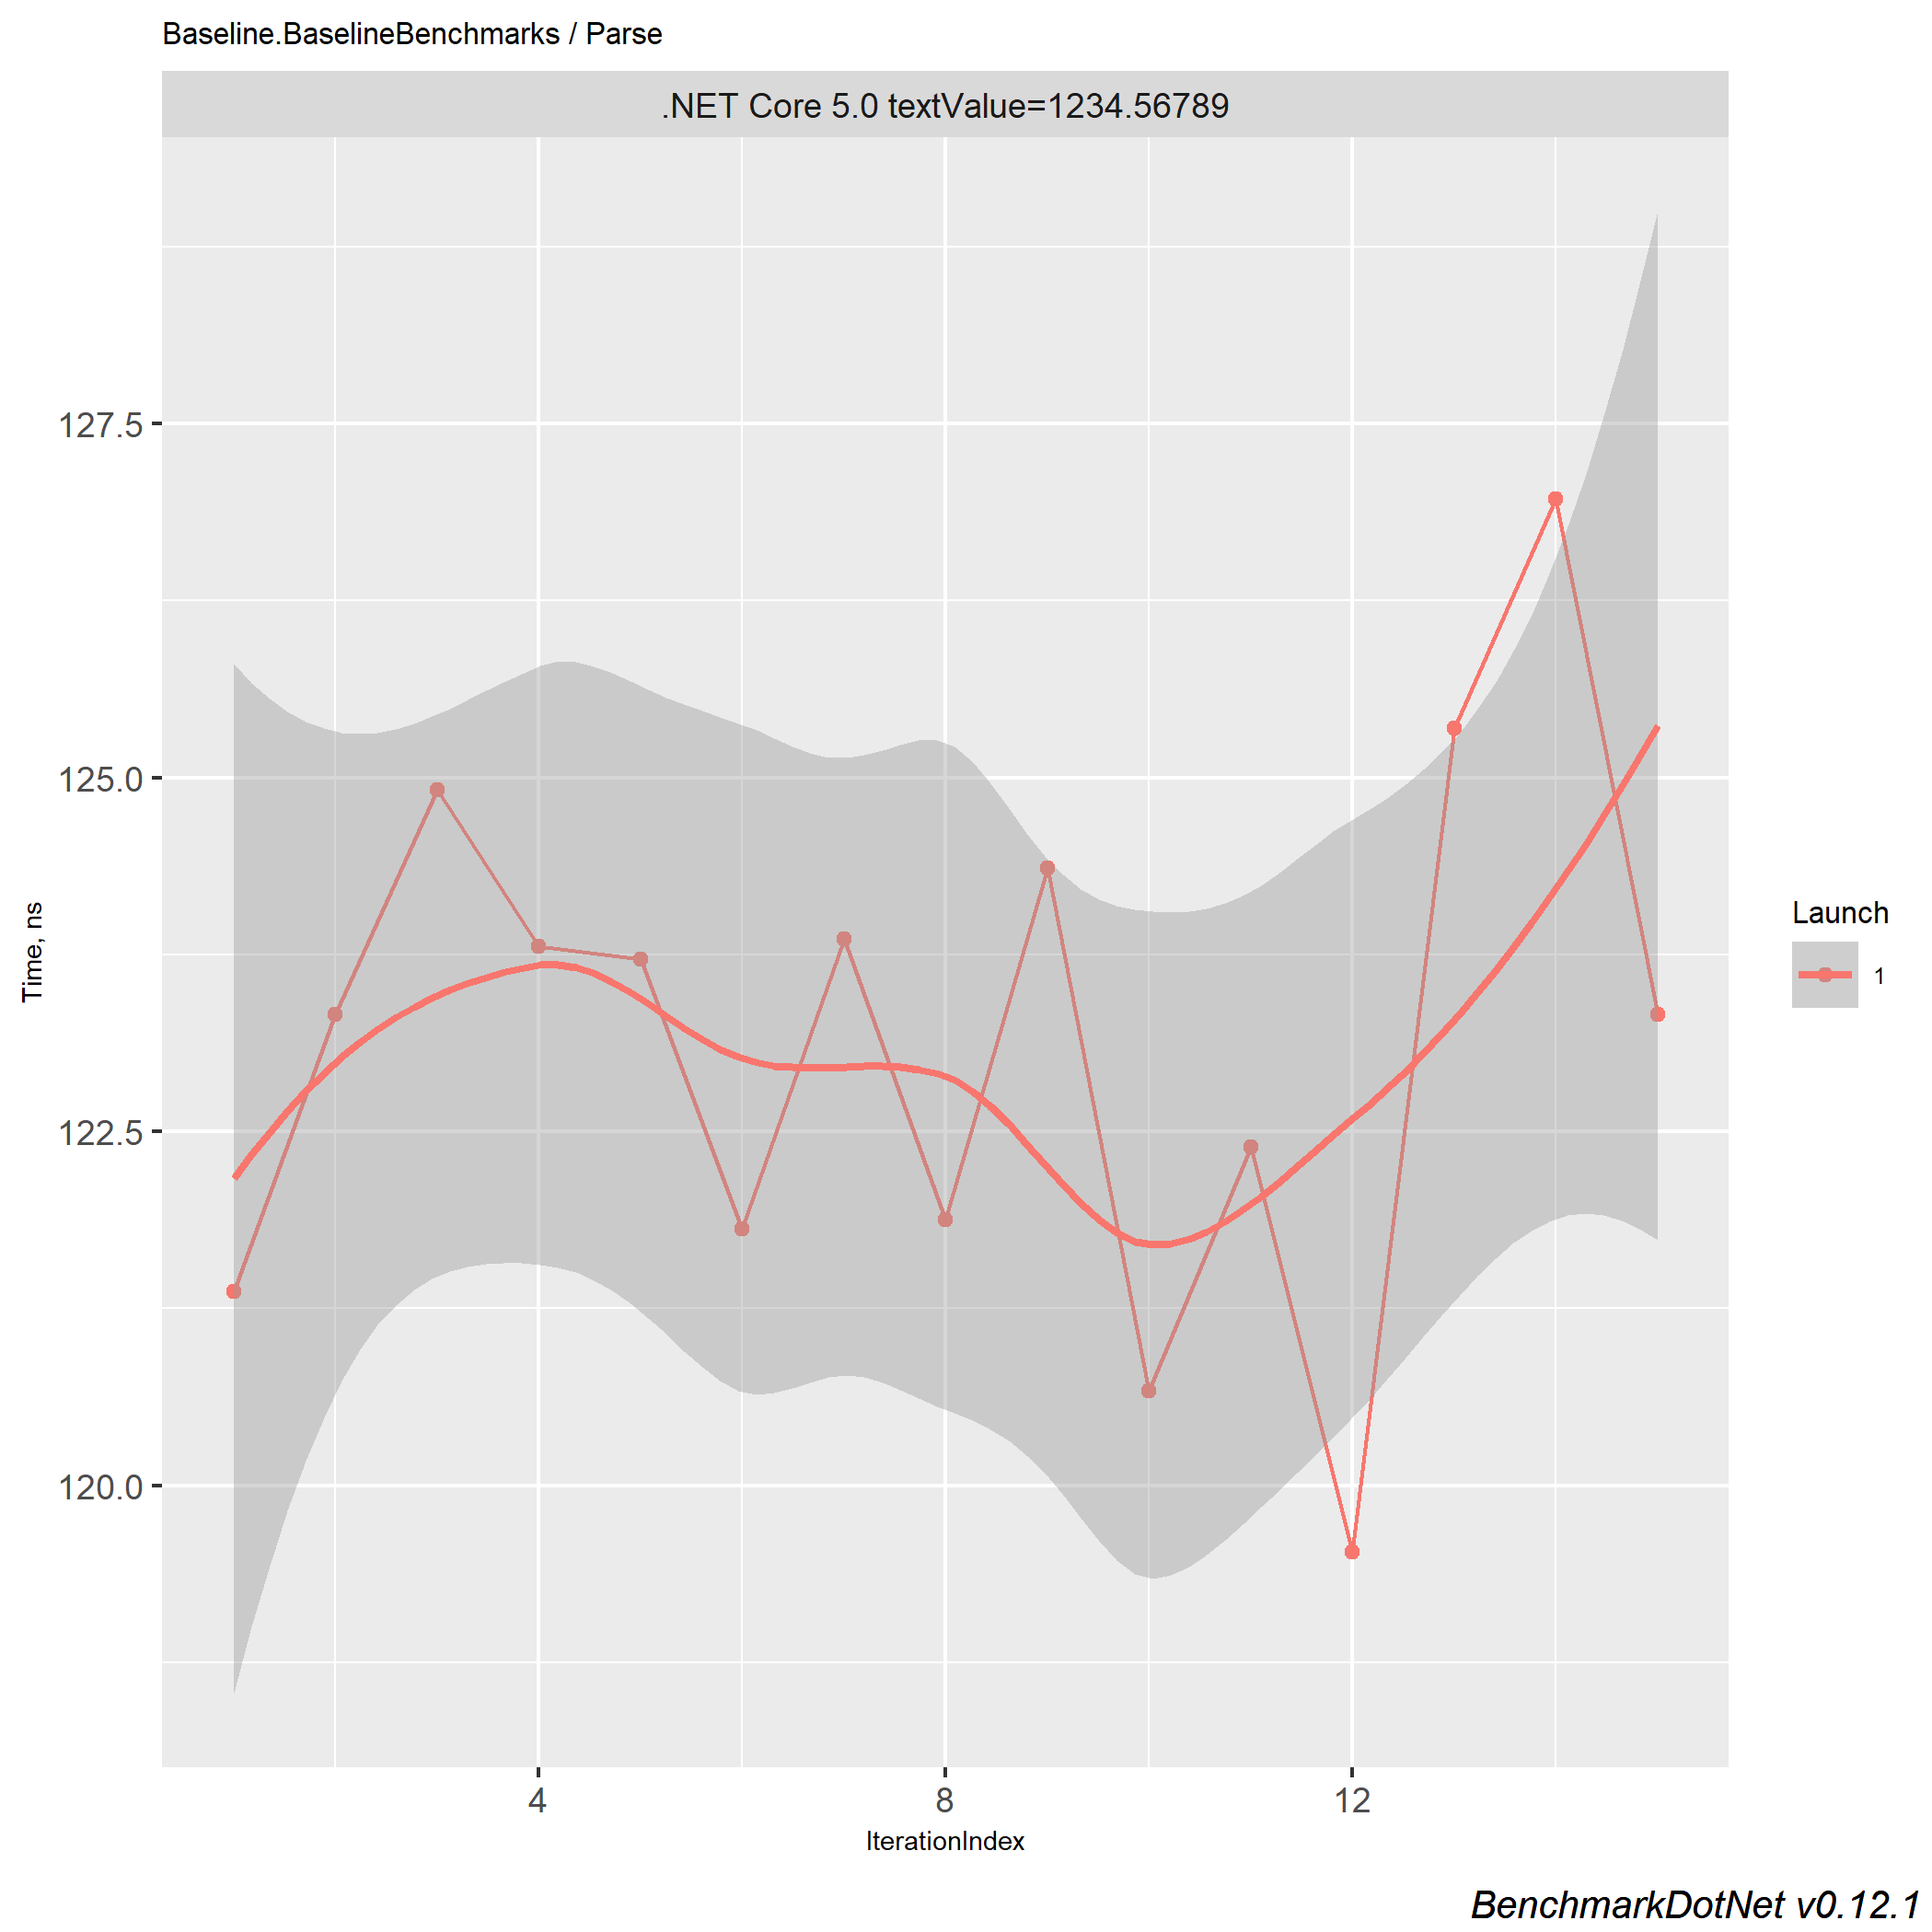 Baseline.BaselineBenchmarks / Parse
.NET Core 5.0 textValue=1234.56789
127.5
125.0
122.5
120.0
Time, ns
4 8 12
IterationIndex
Launch
1
BenchmarkDotNet v0.12.1